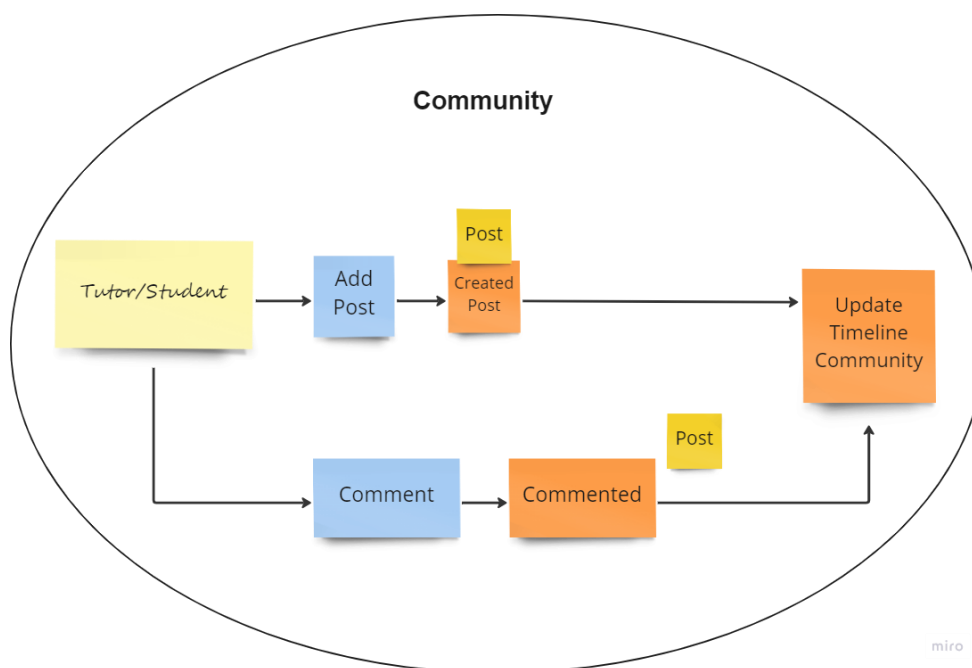 Community
Post
Tutor/Student
Add
Post
Created
Post
Update
Timeline
Community
Post
Comment
Commented
miro